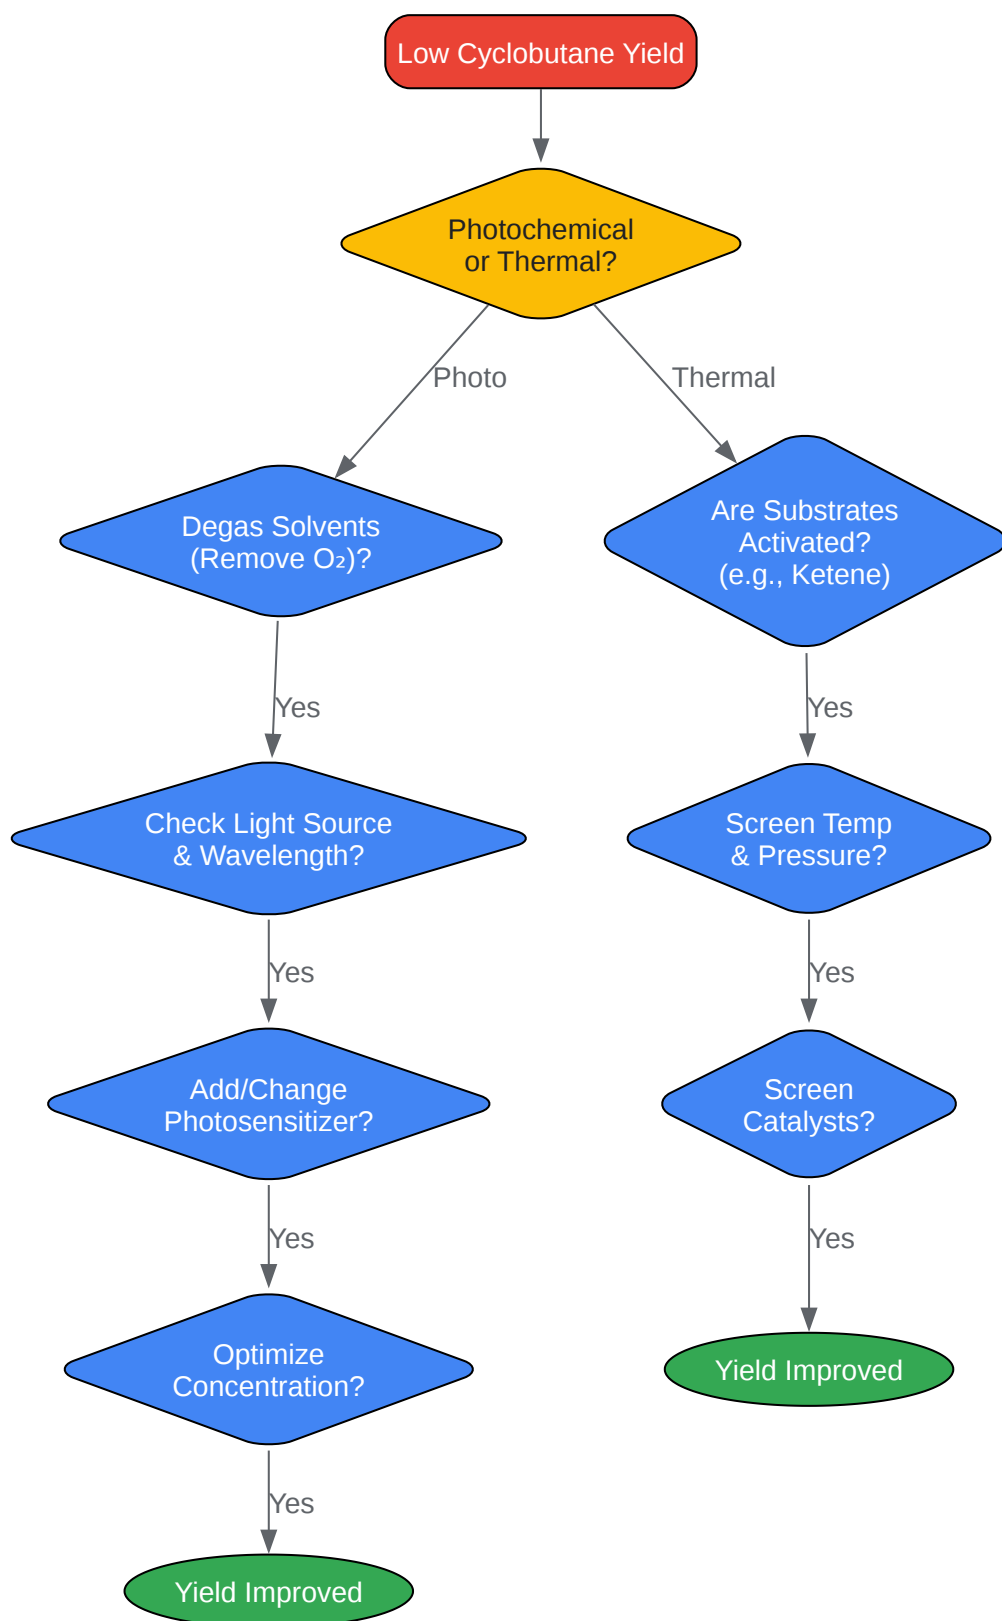 Low Cyclobutane Yield
Photochemical
or Thermal?
Photo
Thermal
Degas Solvents
(Remove O₂)?
Are Substrates
Activated?
(e.g., Ketene)
Yes
Yes
Check Light Source
& Wavelength?
Screen Temp
& Pressure?
Yes
Yes
Add/Change
Photosensitizer?
Screen
Catalysts?
Yes
Yes
Optimize
Concentration?
Yield Improved
Yes
Yield Improved